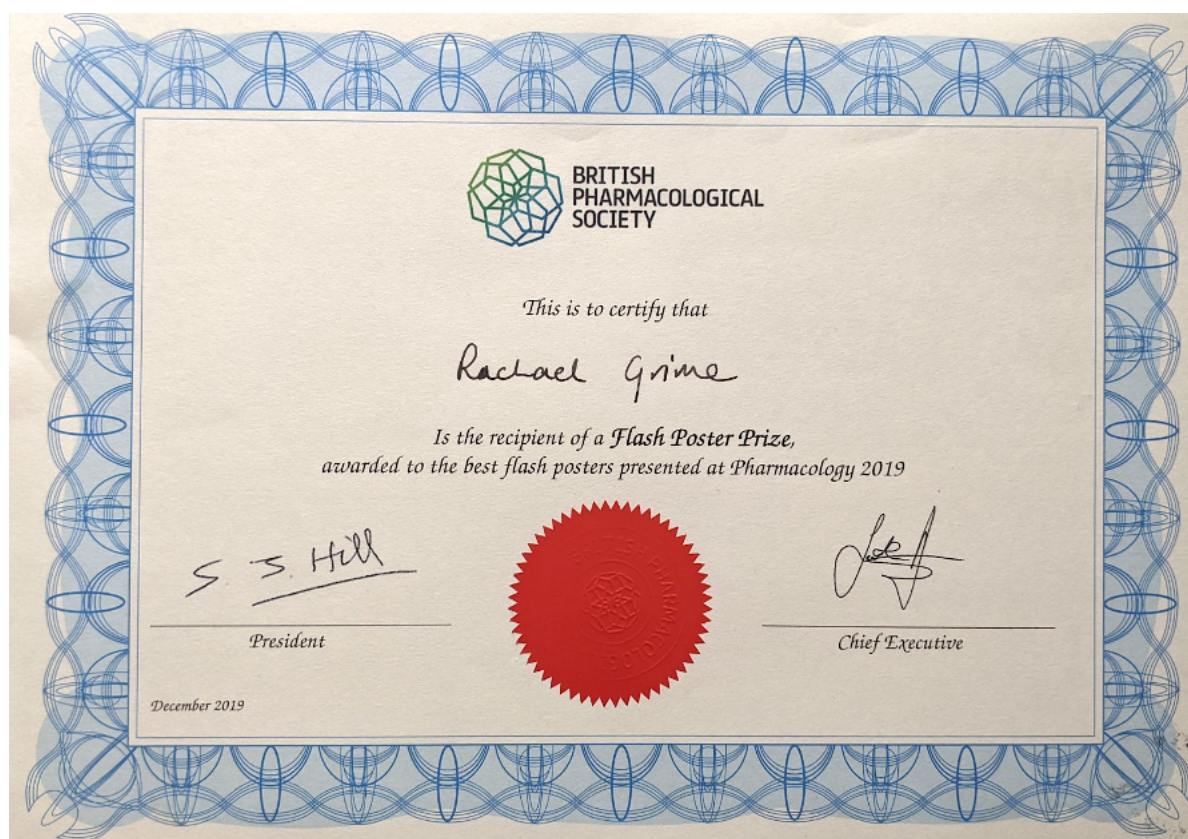 BRITISH
PHARMACOLOGICAL
SOCIETY
This is to certify that
Rachael Grime
Is the recipient of a Flash Poster Prize,
awarded to the best flash posters presented at Pharmacology 2019
S. J. Hill
President
Chief Executive
December 2019